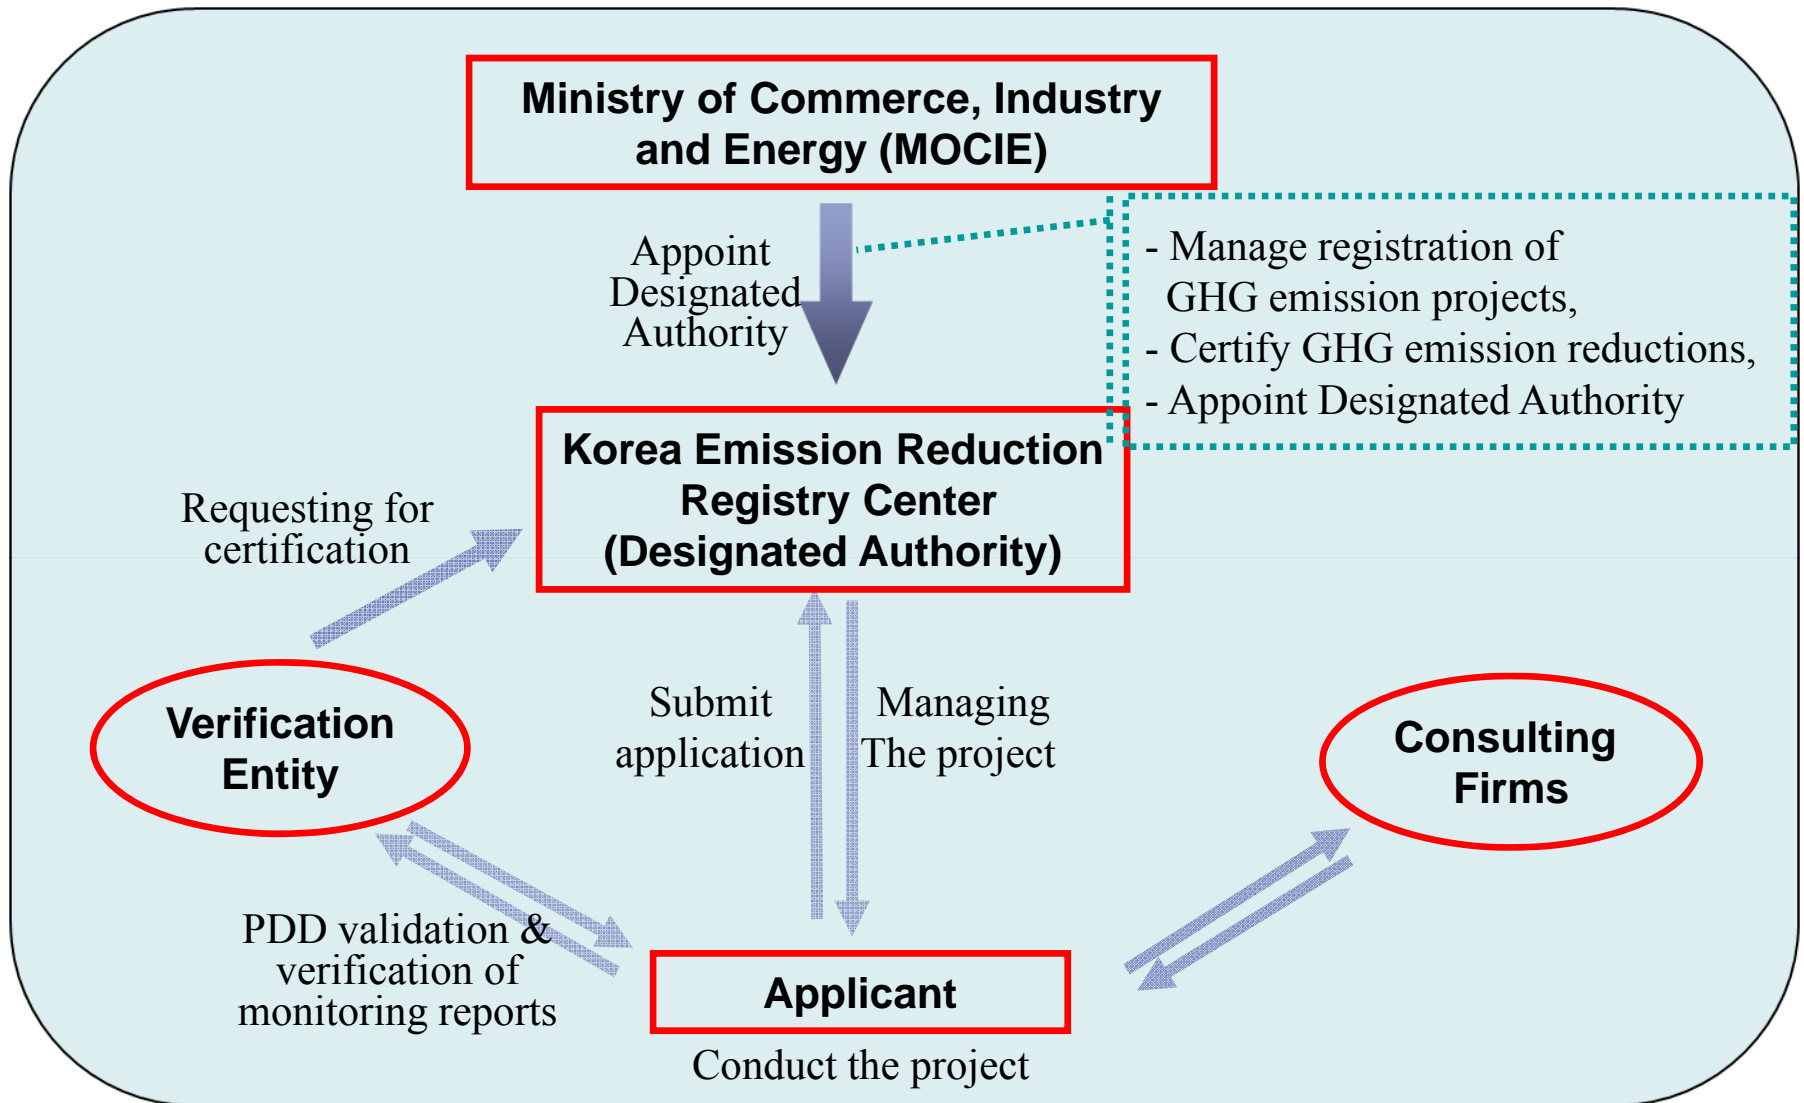 Ministry of Commerce, Industry
and Energy (MOCIE)
Appoint
Designated
Authority
- Manage registration of
GHG emission projects,
- Certify GHG emission reductions,
- Appoint Designated Authority
Korea Emission Reduction
Registry Center
(Designated Authority)
Requesting for
certification
Verification
Entity
Submit
application
Managing
The project
Consulting
Firms
PDD validation &
verification of
monitoring reports
Applicant
Conduct the project